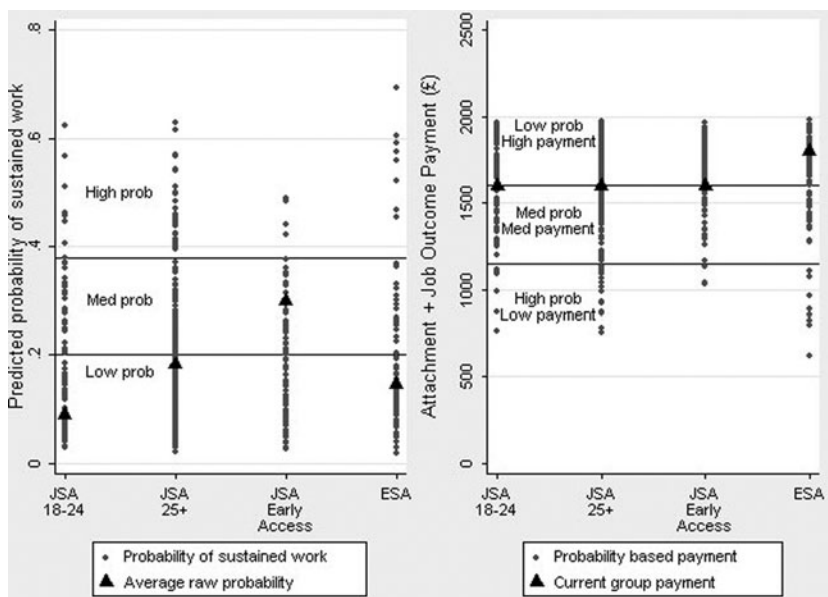 Predicted probability of sustained work
.8
.6
.4
.2
0
High prob
Med prob
Low prob
JSA
18-24
JSA
25+
JSA
Early
Access
ESA
Probability of sustained work
Average raw probability
Attachment + Job Outcome Payment (£)
2500
2000
1500
1000
500
0
Low prob
High payment
Med prob
Med payment
High prob
Low payment
JSA
18-24
JSA
25+
JSA
Early
Access
ESA
Probability based payment
Current group payment